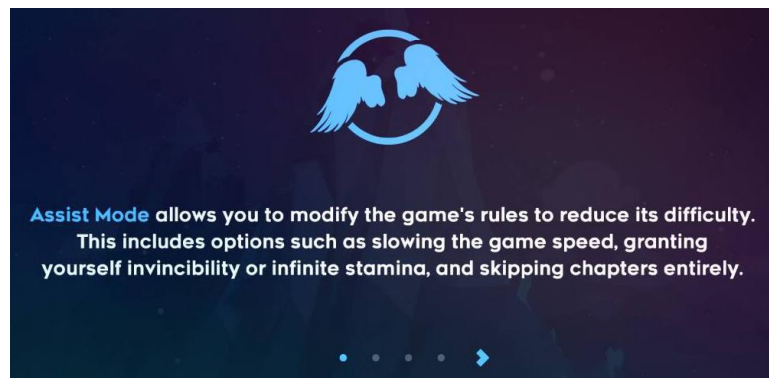 Assist Mode allows you to modify the game's rules to reduce its difficulty.
This includes options such as slowing the game speed, granting
yourself invincibility or infinite stamina, and skipping chapters entirely.